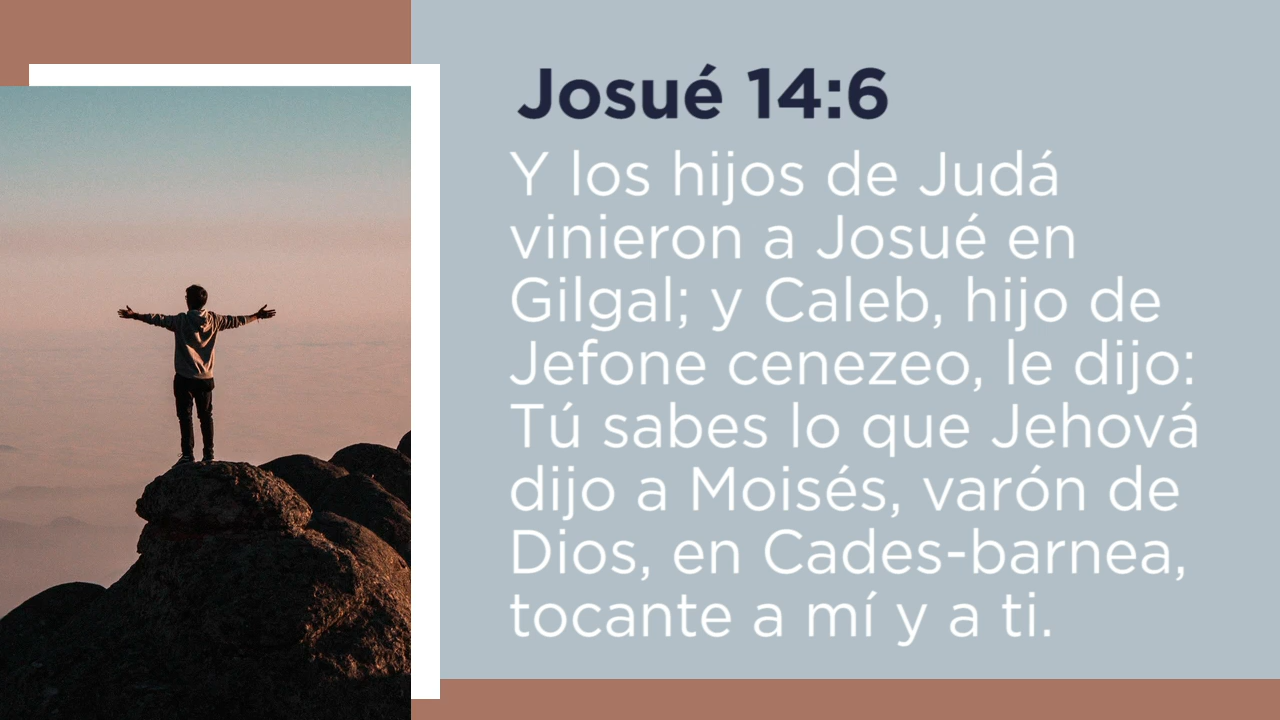 Josué 14:6
Y los hijos de Judá
vinieron a Josué en
Gilgal; y Caleb, hijo de
Jefone cenezeo, le dijo:
Tú sabes lo que Jehová
dijo a Moisés, varón de
Dios, en Cades-barnea,
tocante a mí y a ti.